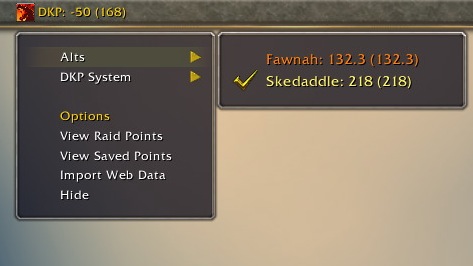 DKP: -50 (168)
Alts
DKP System
Options
View Raid Points
View Saved Points
Import Web Data
Hide
Fawnah: 132.3 (132.3)
Skedaddle: 218 (218)